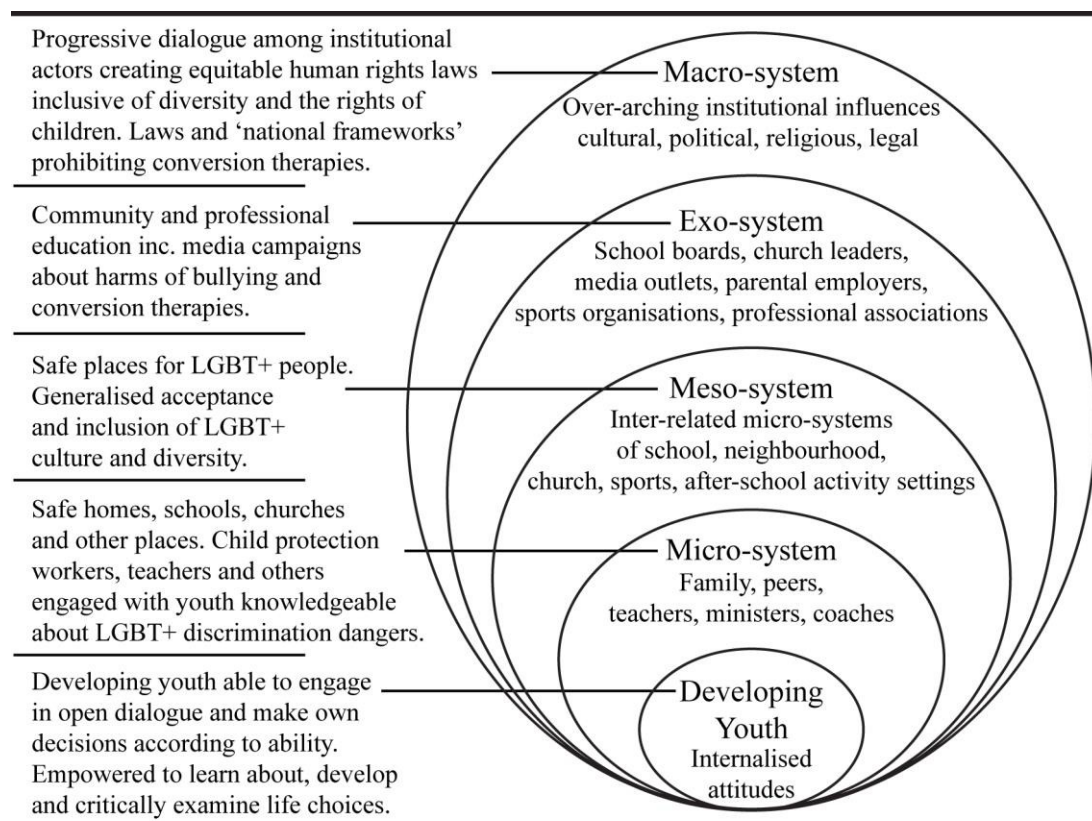 Progressive dialogue among institutional
actors creating equitable human rights laws
inclusive of diversity and the rights of
children. Laws and ‘national frameworks’
prohibiting conversion therapies.
Macro-system
Over-arching institutional influences
cultural, political, religious, legal
Community and professional
education inc. media campaigns
about harms of bullying and
conversion therapies.
Exo-system
School boards, church leaders,
media outlets, parental employers,
sports organisations, professional associations
Safe places for LGBT+ people.
Generalised acceptance
and inclusion of LGBT+
culture and diversity.
Meso-system
Inter-related micro-systems
of school, neighbourhood,
church, sports, after-school activity settings
Safe homes, schools, churches
and other places. Child protection
workers, teachers and others
engaged with youth knowledgeable
about LGBT+ discrimination dangers.
Micro-system
Family, peers,
teachers, ministers, coaches
Developing youth able to engage
in open dialogue and make own
decisions according to ability.
Empowered to learn about, develop
and critically examine life choices.
Developing
Youth
Internalised
attitudes